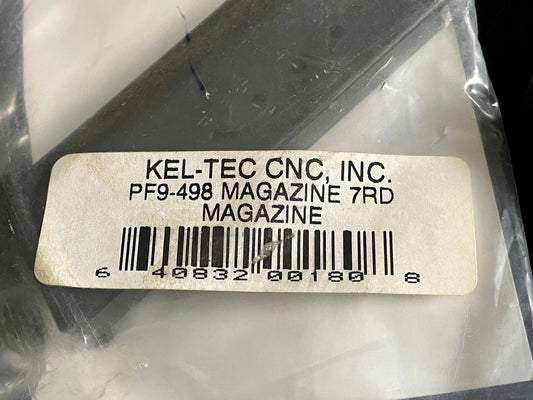 KEL-TEC CNC, INC.
PF9-498 MAGAZINE 7RD
MAGAZINE
6 40832 00180 8